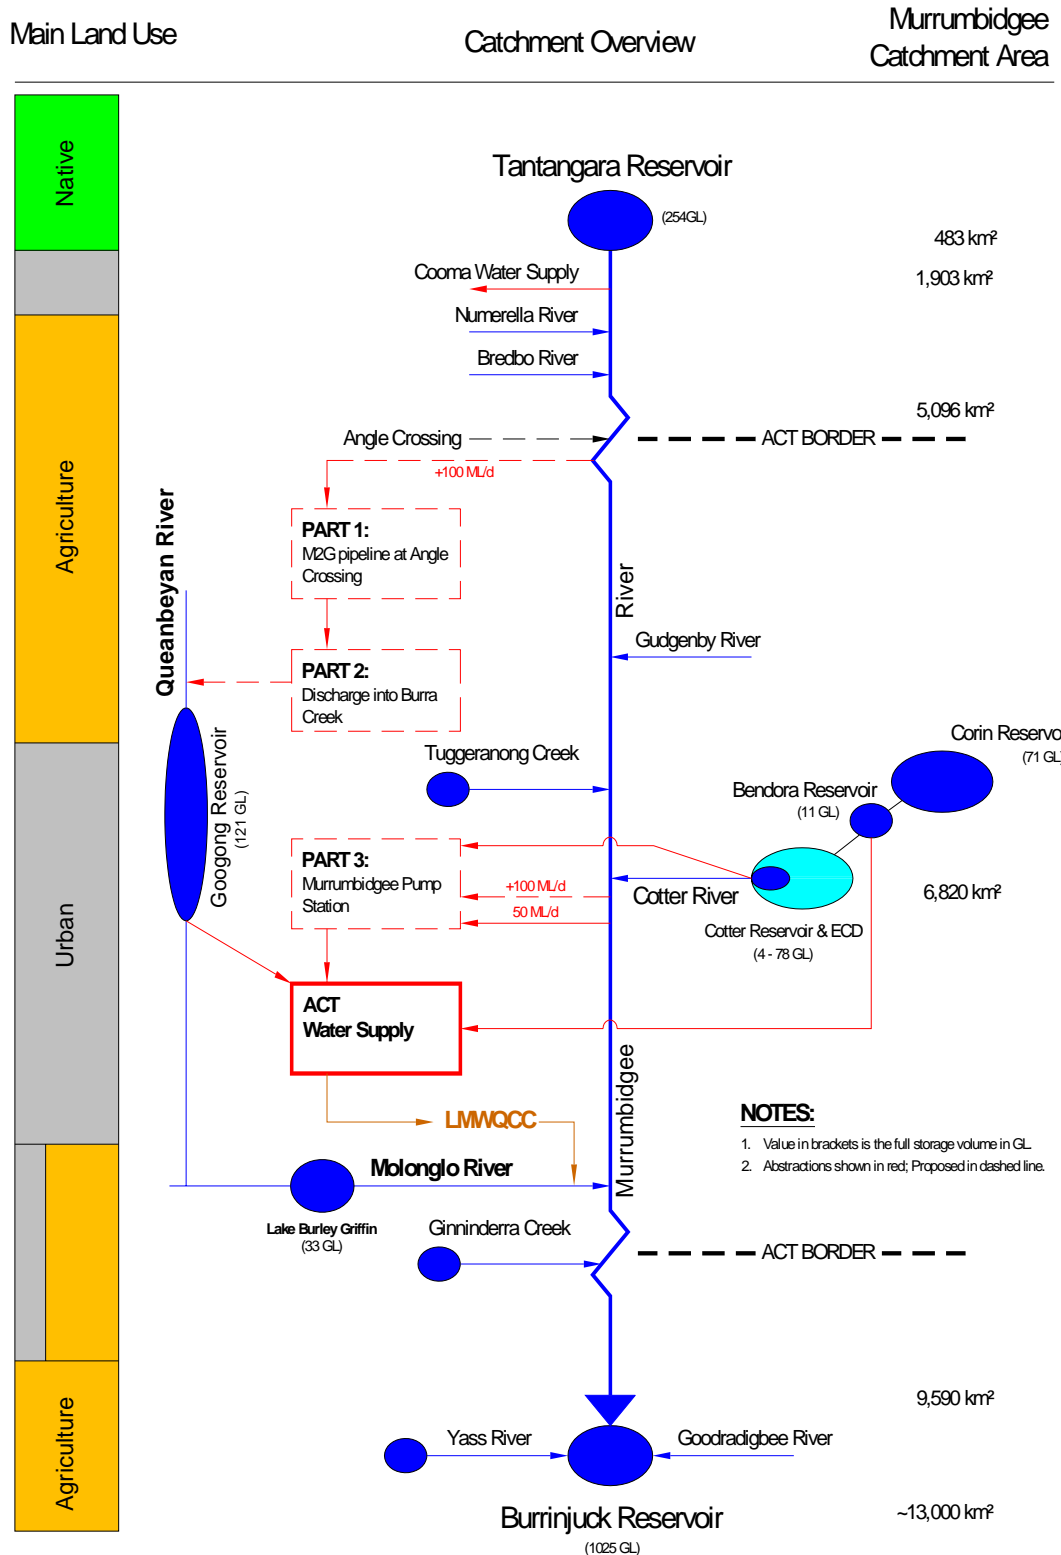 Main Land Use
Catchment Overview
Murrumbidgee
Catchment Area
Native
Tantangara Reservoir
(254GL)
483 km²
Cooma Water Supply
1,903 km²
Numerella River
Bredbo River
5,096 km²
Angle Crossing
ACT BORDER
+100 ML/d
Agriculture
Queanbeyan River
PART 1:
M2G pipeline at Angle
Crossing
River
Gudgenby River
PART 2:
Discharge into Burra
Creek
Tuggeranong Creek
Corin Reservo
(71 GL)
Bendora Reservoir
(11 GL)
Googong Reservoir
(121 GL)
PART 3:
Murrumbidgee Pump
Station
+100 ML/d
50 ML/d
Cotter River
6,820 km²
Cotter Reservoir & ECD
(4 - 78 GL)
Urban
ACT
Water Supply
Murrumbidgee
LMWQCC
NOTES:
1. Value in brackets is the full storage volume in GL.
2. Abstractions shown in red; Proposed in dashed line.
Molonglo River
Lake Burley Griffin
(33 GL)
Ginninderra Creek
ACT BORDER
9,590 km²
Agriculture
Yass River
Goodradigbee River
Burrinjuck Reservoir
(1025 GL)
~13,000 km²